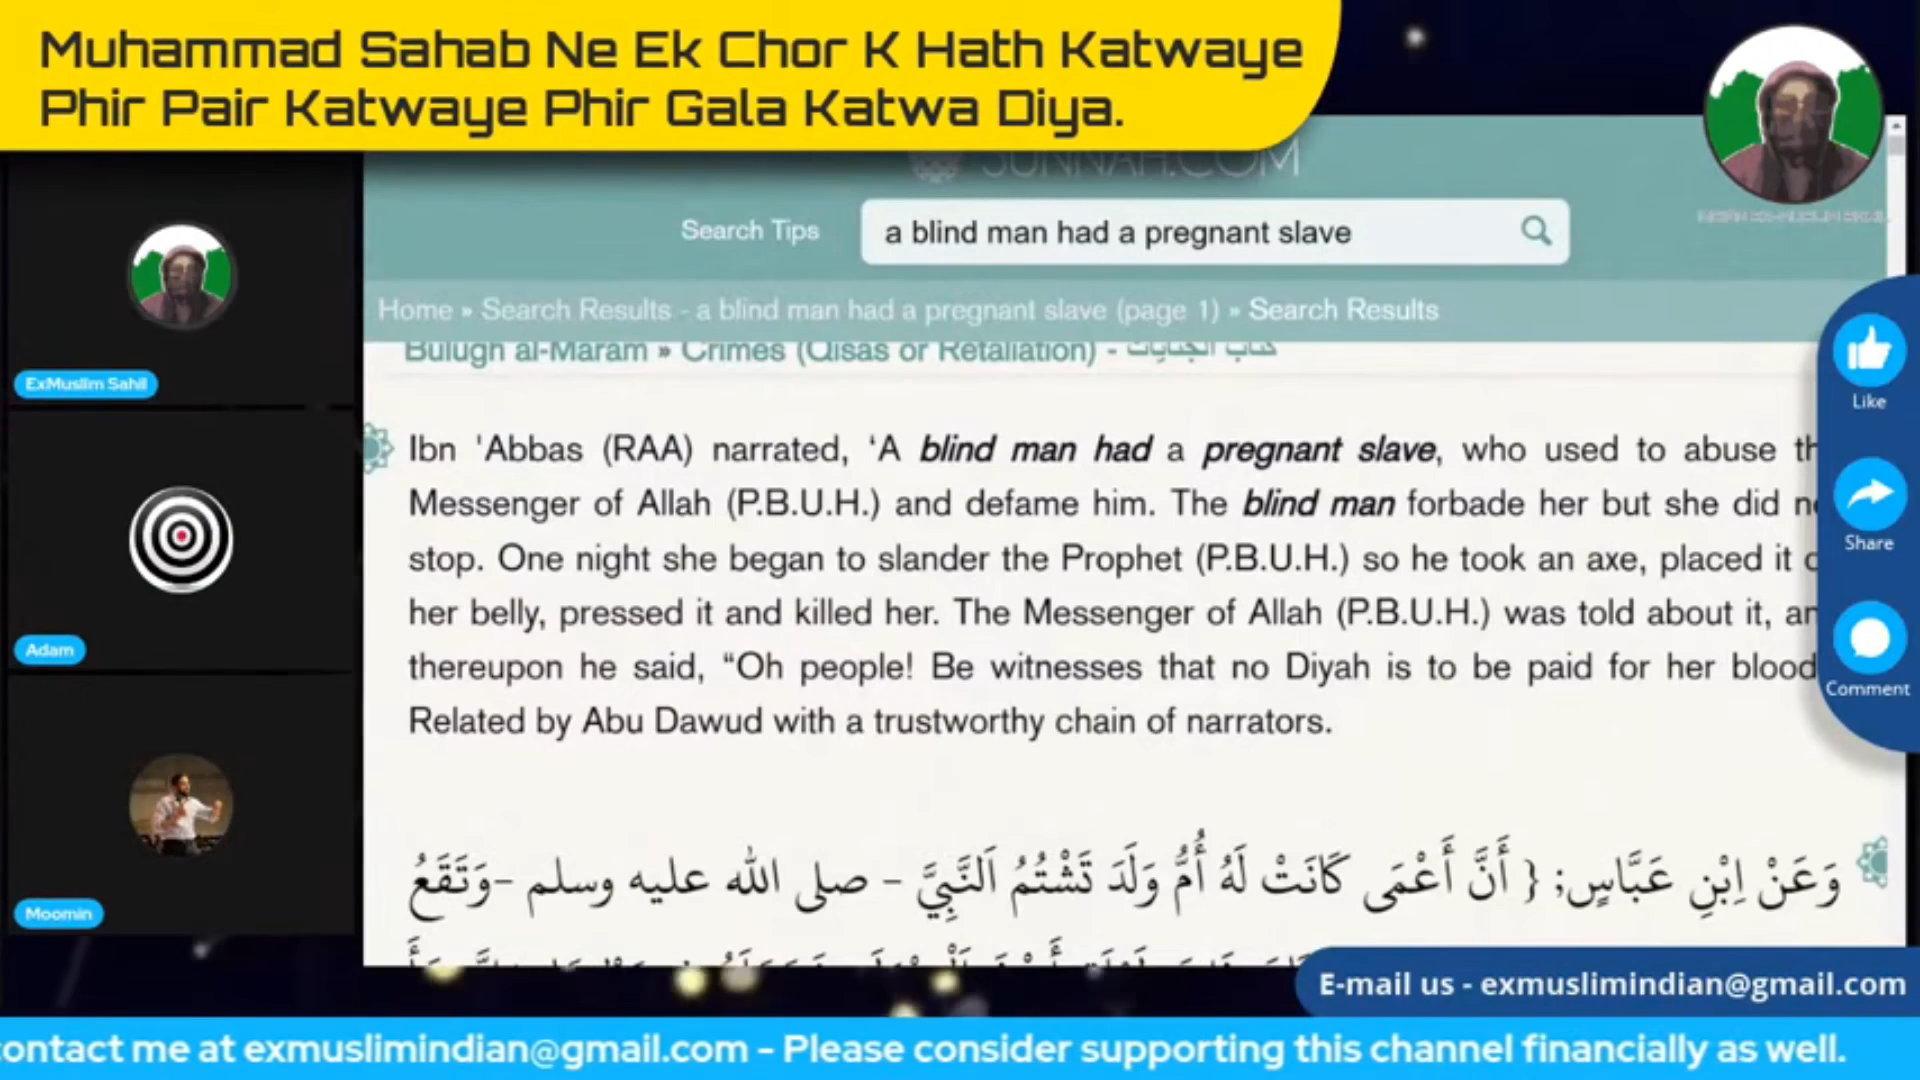 Muhammad Sahab Ne Ek Chor K Hath Katwaye
Phir Pair Katwaye Phir Gala Katwa Diya.
SUNNAH.COM
Search Tips
a blind man had a pregnant slave
Home » Search Results - a blind man had a pregnant slave (page 1) » Search Results
Bulugh al-Maram » Crimes (Qisas or Retaliation) - كتاب الجنايات
Ibn 'Abbas (RAA) narrated, ‘A blind man had a pregnant slave, who used to abuse th
Messenger of Allah (P.B.U.H.) and defame him. The blind man forbade her but she did n
stop. One night she began to slander the Prophet (P.B.U.H.) so he took an axe, placed it o
her belly, pressed it and killed her. The Messenger of Allah (P.B.U.H.) was told about it, an
thereupon he said, “Oh people! Be witnesses that no Diyah is to be paid for her blood
Related by Abu Dawud with a trustworthy chain of narrators.
وَعَنْ اِبْنِ عَبَّاسٍ; { أَنَّ أَعْمَى كَانَتْ لَهُ أُمُّ وَلَدَ تَشْتُمُ اَلنَّبِيَّ - صلى الله عليه وسلم -وَتَقَعُ
ExMuslim Sahil
Adam
Moomin
Like
Share
Comment
E-mail us - exmuslimindian@gmail.com
contact me at exmuslimindian@gmail.com - Please consider supporting this channel financially as well.